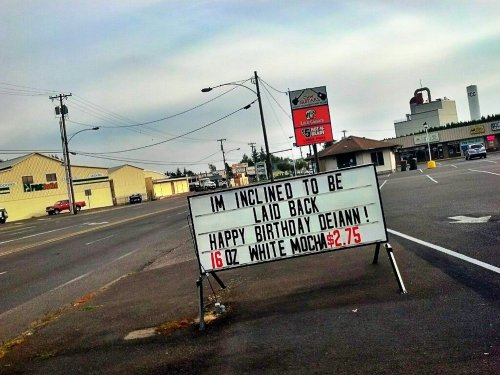 IM INCLINED TO BE
LAID BACK
HAPPY BIRTHDAY DEIANN!
16 OZ. WHITE MOCHA $2.75